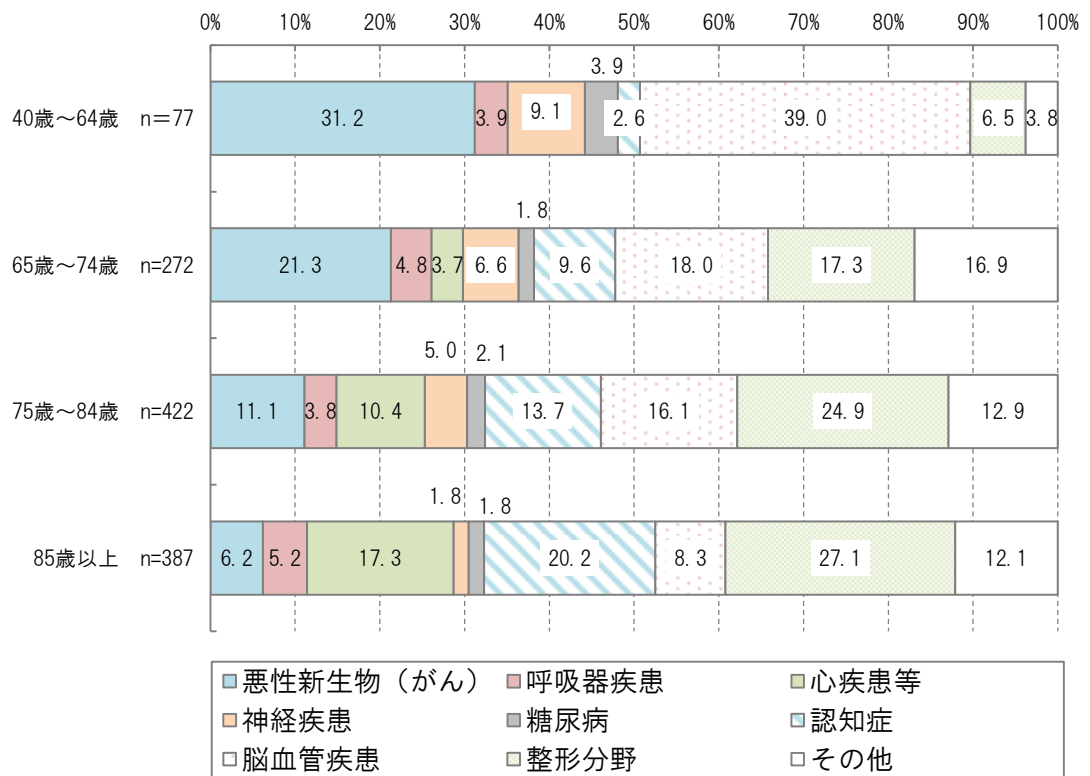 0% 10% 20% 30% 40% 50% 60% 70% 80% 90% 100%
3.9
40歳～64歳 n＝77 31.2 3.9 9.1 2.6 39.0 6.5 3.8
1.8
65歳～74歳 n=272 21.3 4.8 3.7 6.6 9.6 18.0 17.3 16.9
5.0 2.1
75歳～84歳 n=422 11.1 3.8 10.4 13.7 16.1 24.9 12.9
1.8 1.8
85歳以上 n=387 6.2 5.2 17.3 20.2 8.3 27.1 12.1
悪性新生物（がん） 呼吸器疾患 心疾患等
神経疾患 糖尿病 認知症
脳血管疾患 整形分野 その他